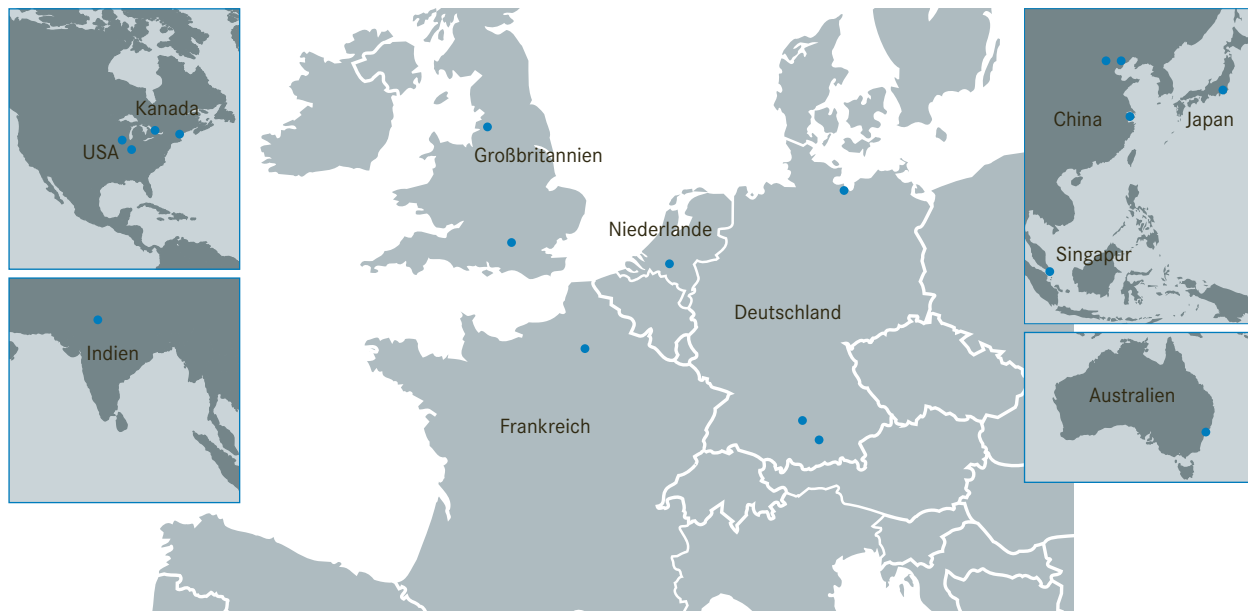 Kanada
USA
Indien
Großbritannien
Niederlande
Deutschland
Frankreich
China
Japan
Singapur
Australien